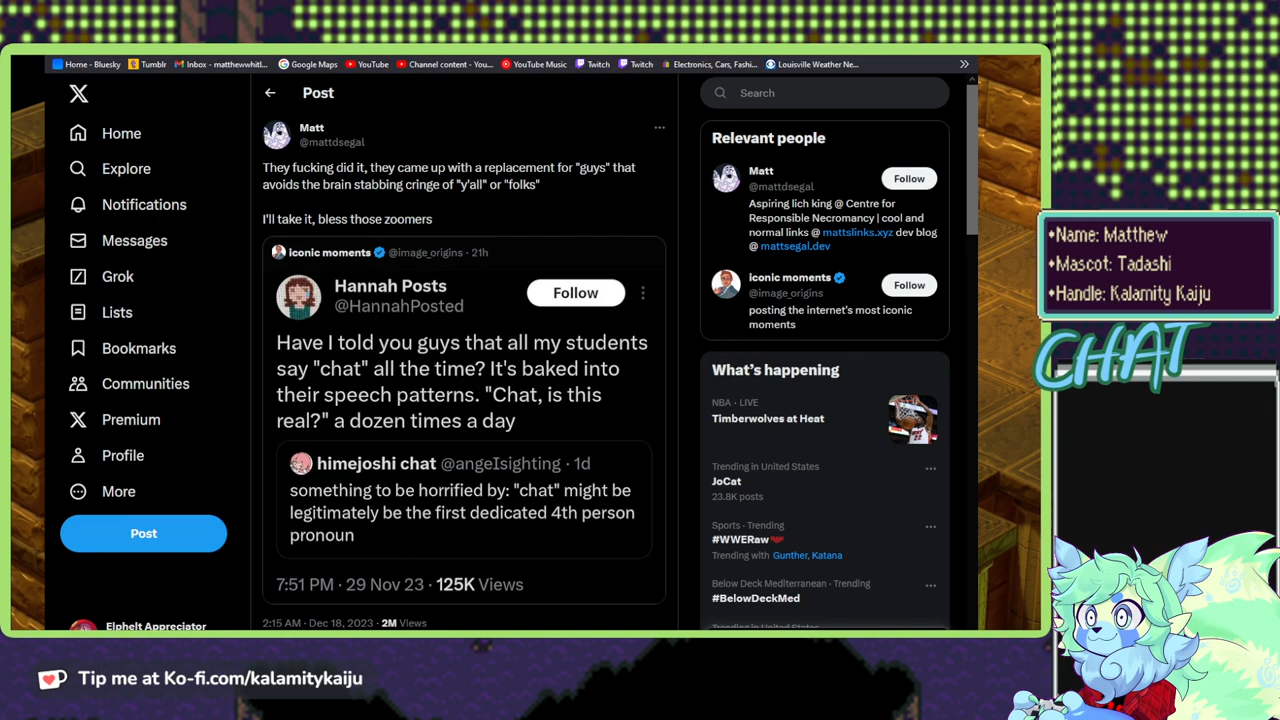 Home - Bluesky
Tumblr
Inbox - matthewwhitl...
Google Maps
YouTube
Channel content - You...
YouTube Music
Twitch
Twitch
Electronics, Cars, Fashi...
Louisville Weather Ne...
Home
Explore
Notifications
Messages
Grok
Lists
Bookmarks
Communities
Premium
Profile
More
Post
Elphelt Appreciator
Post
Matt
@mattdsegal
They fucking did it, they came up with a replacement for "guys" that
avoids the brain stabbing cringe of "y'all" or "folks"
I'll take it, bless those zoomers
iconic moments @image_origins · 21h
Hannah Posts
@HannahPosted
Follow
Have I told you guys that all my students
say "chat" all the time? It's baked into
their speech patterns. "Chat, is this
real?" a dozen times a day
himejoshi chat @angeIsighting · 1d
something to be horrified by: "chat" might be
legitimately be the first dedicated 4th person
pronoun
7:51 PM · 29 Nov 23 · 125K Views
2:15 AM · Dec 18, 2023 · 2M Views
Search
Relevant people
Matt
@mattdsegal
Follow
Aspiring lich king @ Centre for
Responsible Necromancy | cool and
normal links @ mattslinks.xyz dev blog
@ mattsegal.dev
iconic moments
@image_origins
Follow
posting the internet's most iconic
moments
What's happening
NBA · LIVE
Timberwolves at Heat
Trending in United States
JoCat
23.8K posts
Sports · Trending
#WWERaw
Trending with Gunther, Katana
Below Deck Mediterranean · Trending
#BelowDeckMed
Trending in United States
Name: Matthew
Mascot: Tadashi
Handle: Kalamity Kaiju
CHAT
Tip me at Ko-fi.com/kalamitykaiju